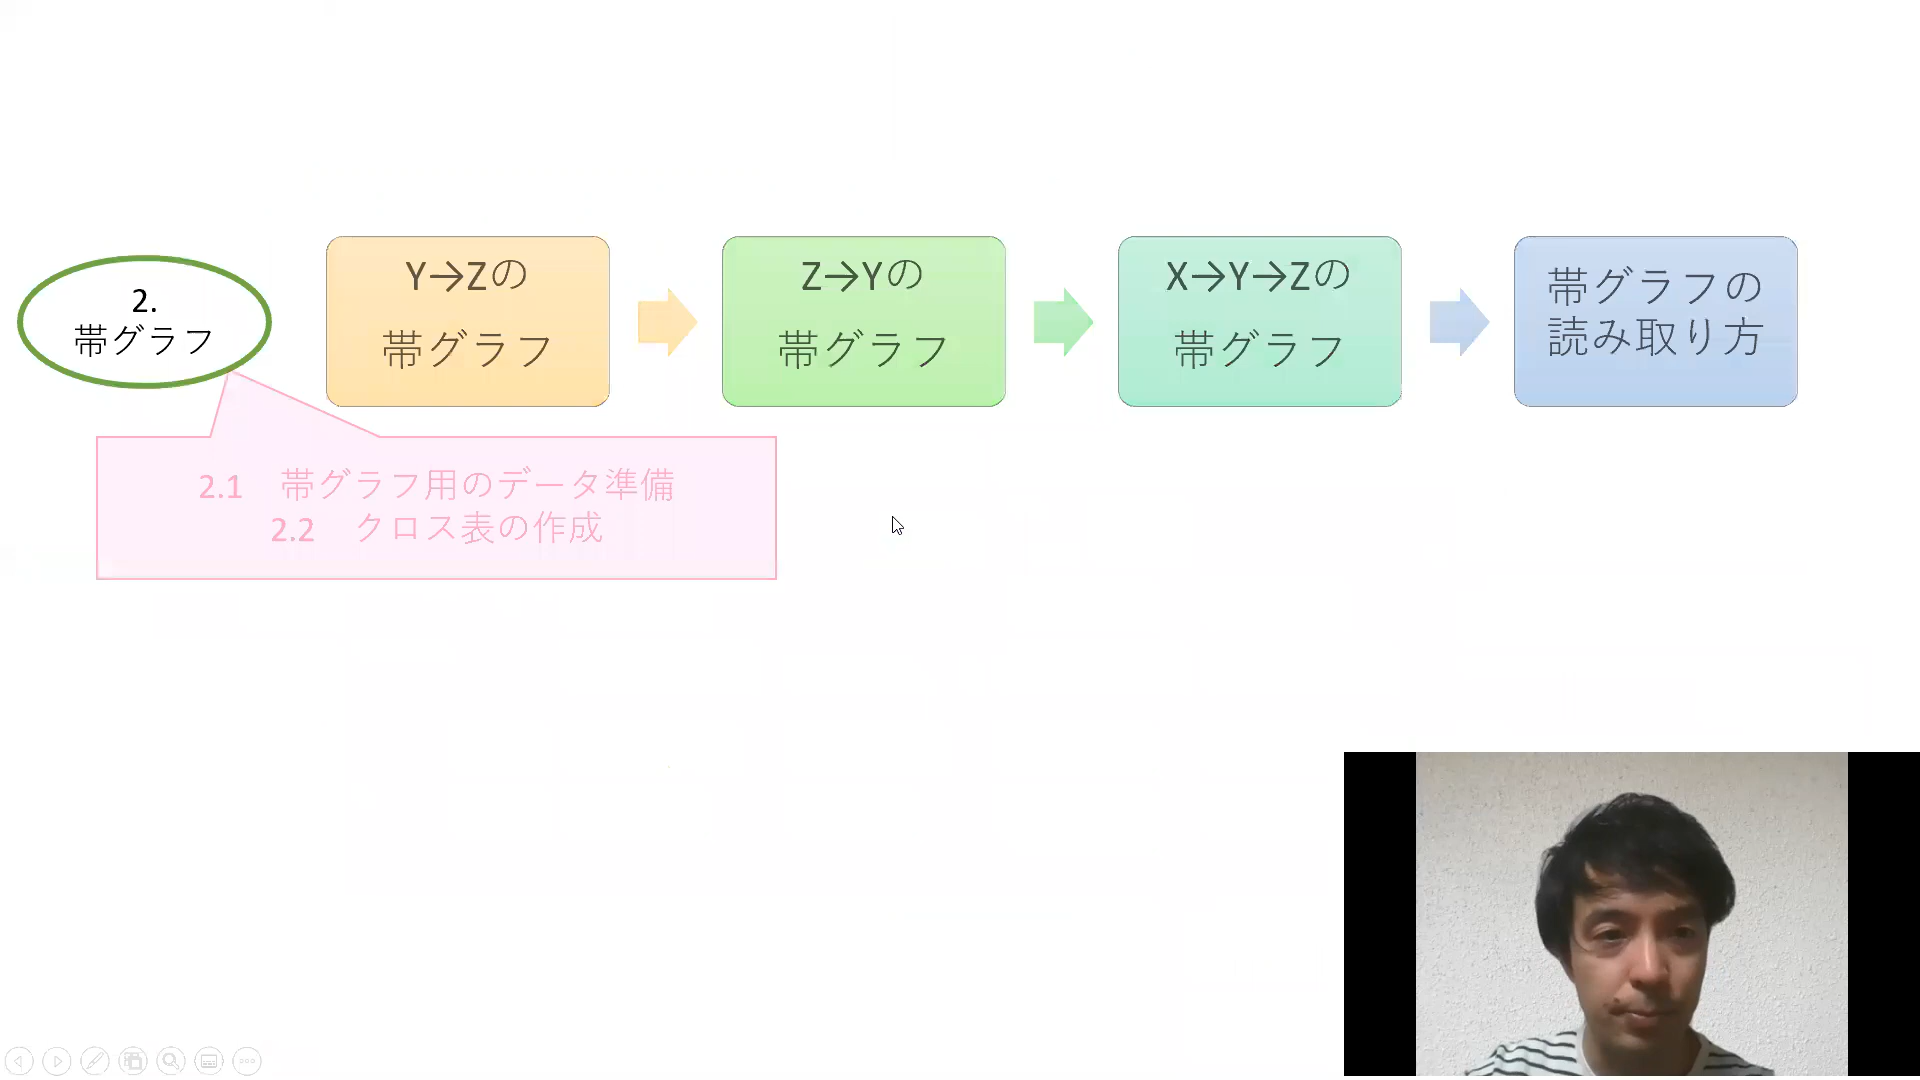 2.
帯グラフ
Y→Zの
帯グラフ
Z→Yの
帯グラフ
X→Y→Zの
帯グラフ
帯グラフの
読み取り方
2.1　帯グラフ用のデータ準備
2.2　クロス表の作成